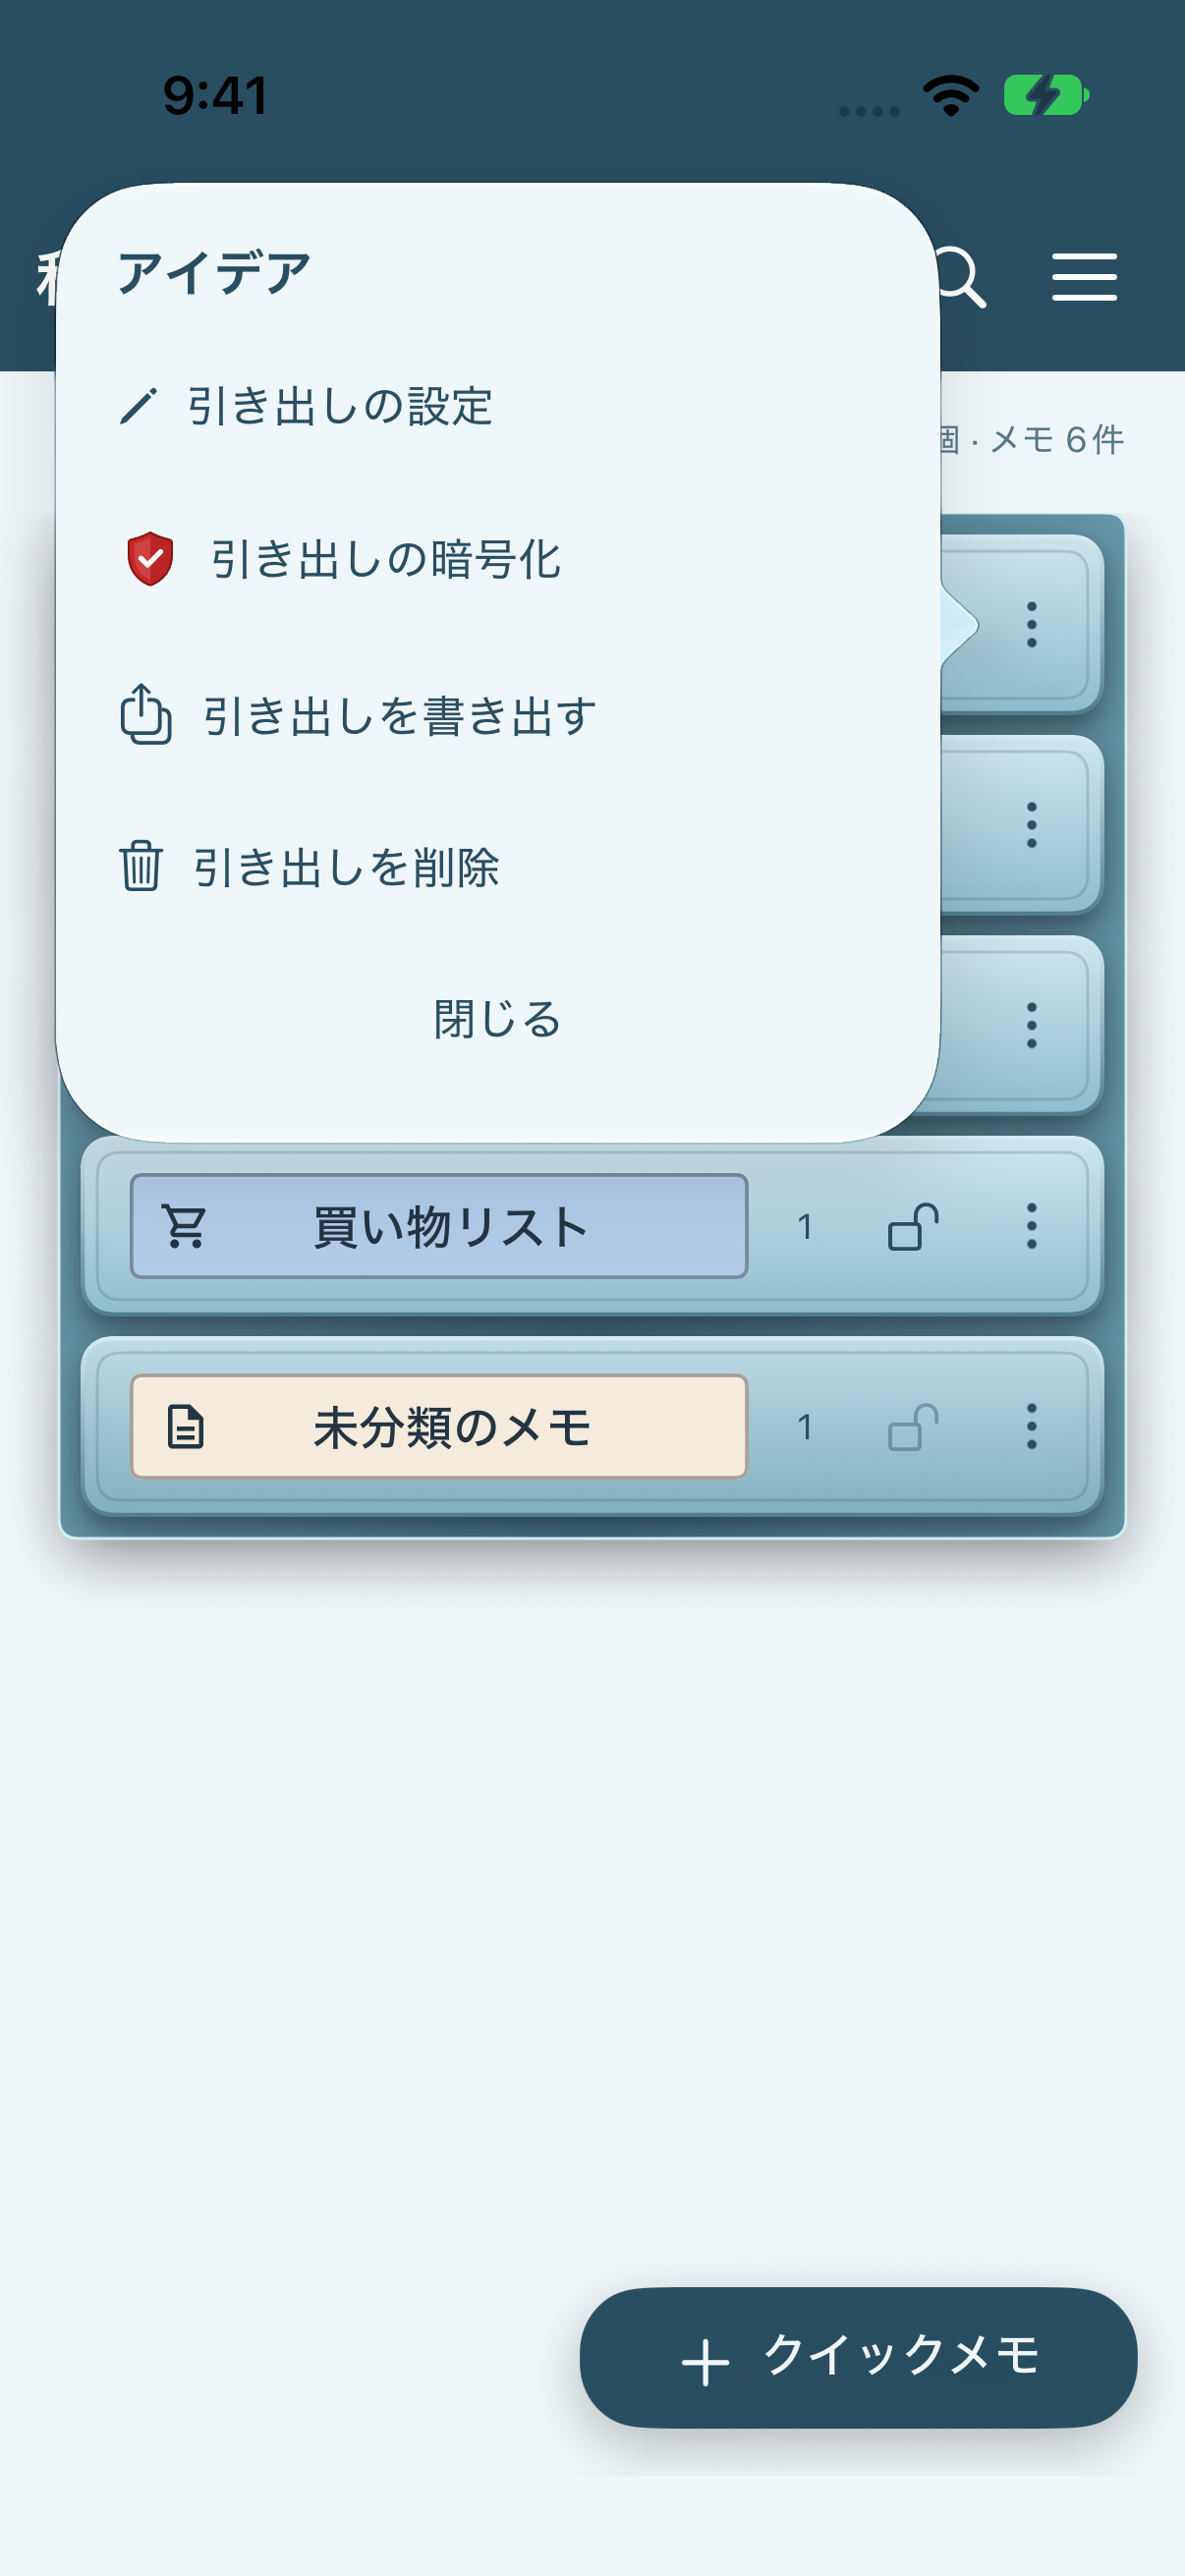 9:41
アイデア
引き出しの設定
個 · メモ 6件
引き出しの暗号化
引き出しを書き出す
引き出しを削除
閉じる
買い物リスト 1
未分類のメモ 1
クイックメモ